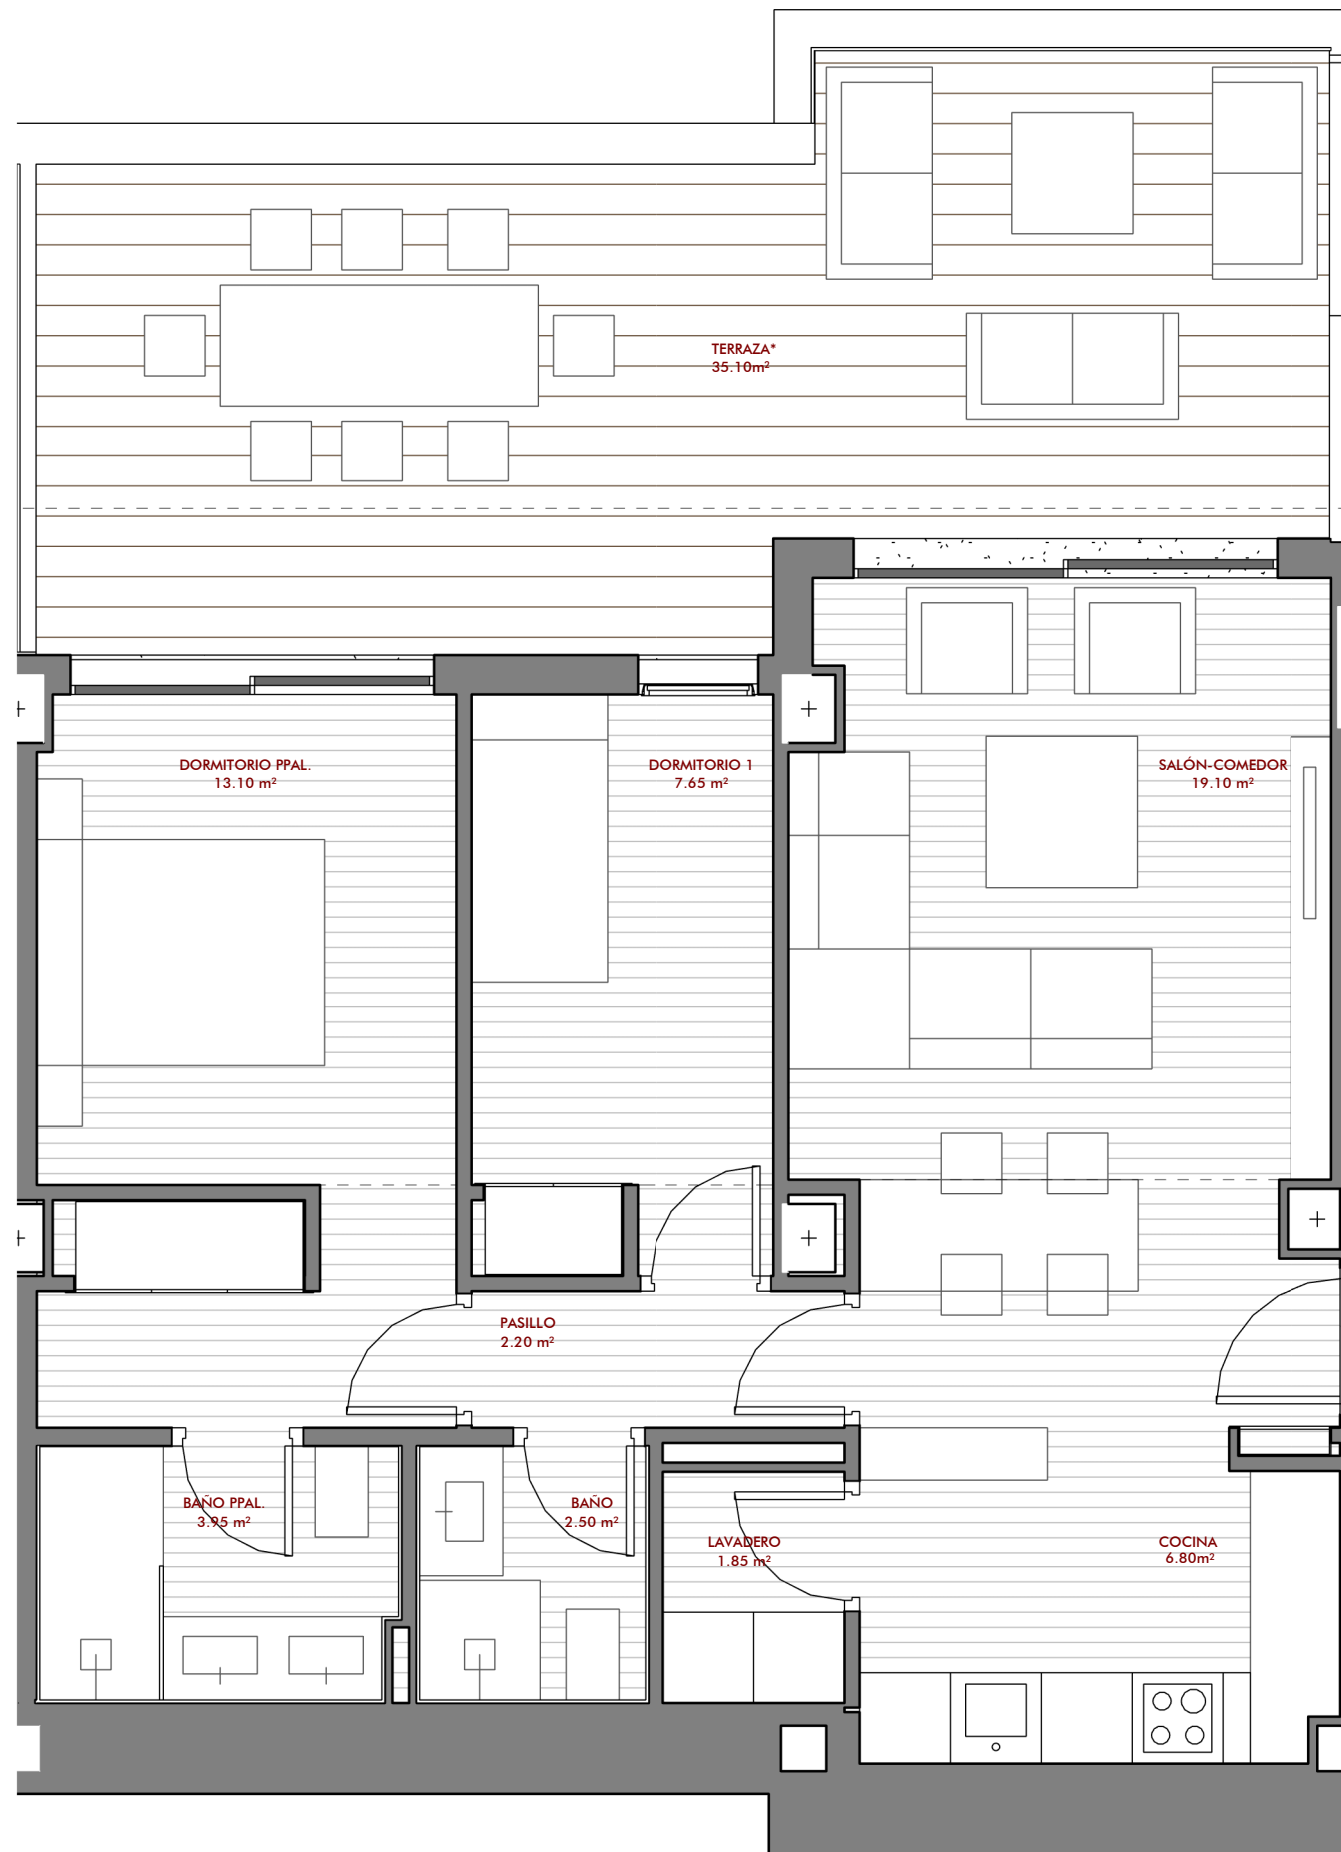 TERRAZA*
35.10m²
DORMITORIO PPAL.
13.10 m²
DORMITORIO 1
7.65 m²
SALÓN-COMEDOR
19.10 m²
PASILLO
2.20 m²
BAÑO PPAL.
3.95 m²
BAÑO
2.50 m²
LAVADERO
1.85 m²
COCINA
6.80m²